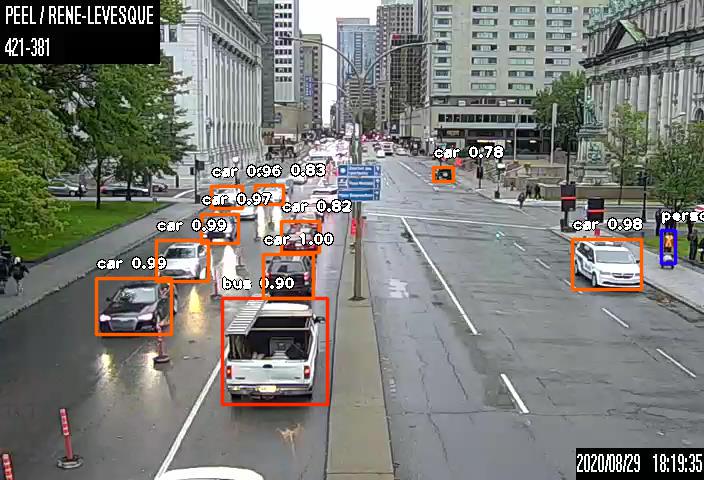 PEEL / RENE-LEVESQUE
421-381
car 0.96
0.83
car 0.78
car 0.97
car 0.82
car 0.99
car 1.00
car 0.98
car 0.99
bus 0.90
perso
2020/08/29 18:19:35